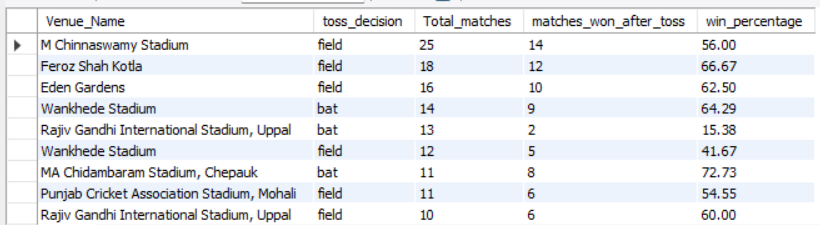 Venue_Name toss_decision Total_matches matches_won_after_toss win_percentage
M Chinnaswamy Stadium field 25 14 56.00
Feroz Shah Kotla field 18 12 66.67
Eden Gardens field 16 10 62.50
Wankhede Stadium bat 14 9 64.29
Rajiv Gandhi International Stadium, Uppal bat 13 2 15.38
Wankhede Stadium field 12 5 41.67
MA Chidambaram Stadium, Chepauk bat 11 8 72.73
Punjab Cricket Association Stadium, Mohali field 11 6 54.55
Rajiv Gandhi International Stadium, Uppal field 10 6 60.00